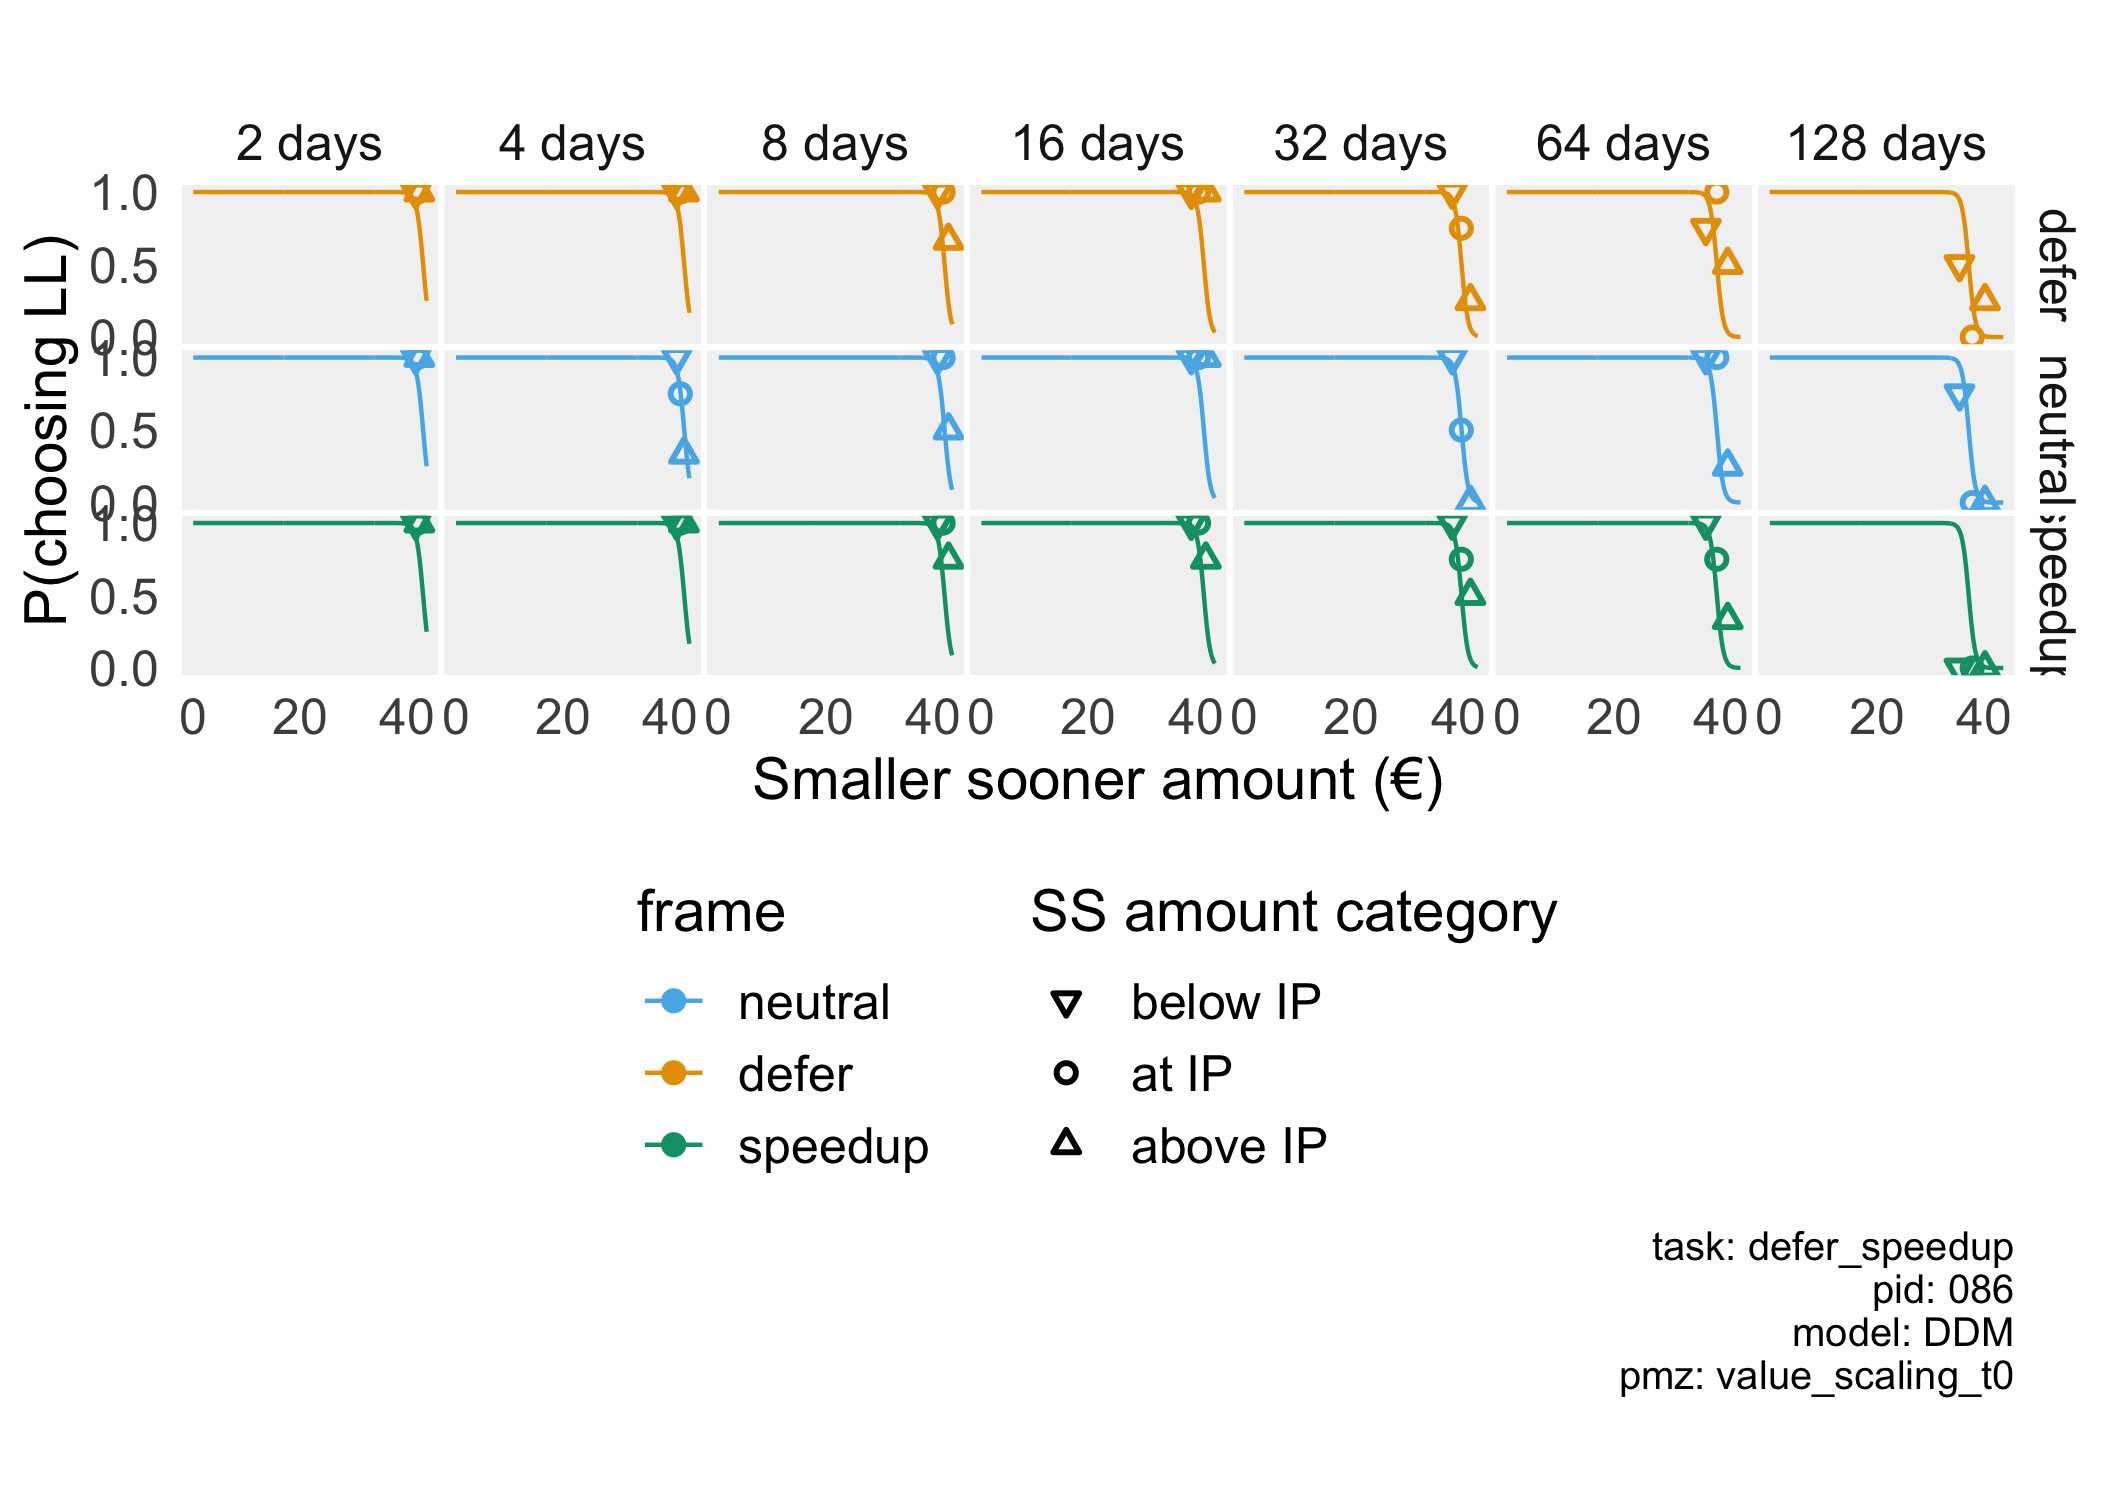 2 days 4 days 8 days 16 days 32 days 64 days 128 days
1.0
0.5
0.0
defer
1.0
0.5
0.0
neutral
1.0
0.5
0.0
speedup
P(choosing LL)
0 20 40 0 20 40 0 20 40 0 20 40 0 20 40 0 20 40 0 20 40
Smaller sooner amount (€)
frame
neutral
defer
speedup
SS amount category
below IP
at IP
above IP
task: defer_speedup
pid: 086
model: DDM
pmz: value_scaling_t0